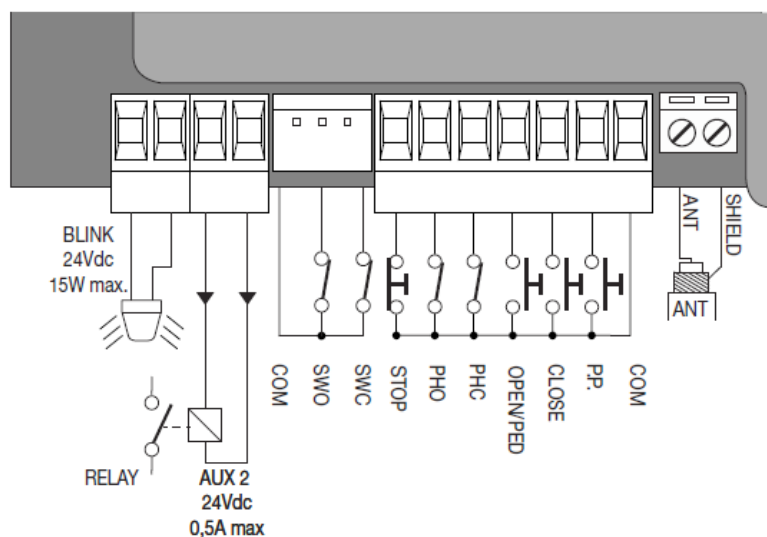 BLINK
24Vdc
15W max.
RELAY
AUX 2
24Vdc
0,5A max
COM
SWO
SWC
STOP
PHO
PHC
OPEN/PED
CLOSE
P.P.
COM
ANT
SHIELD
ANT